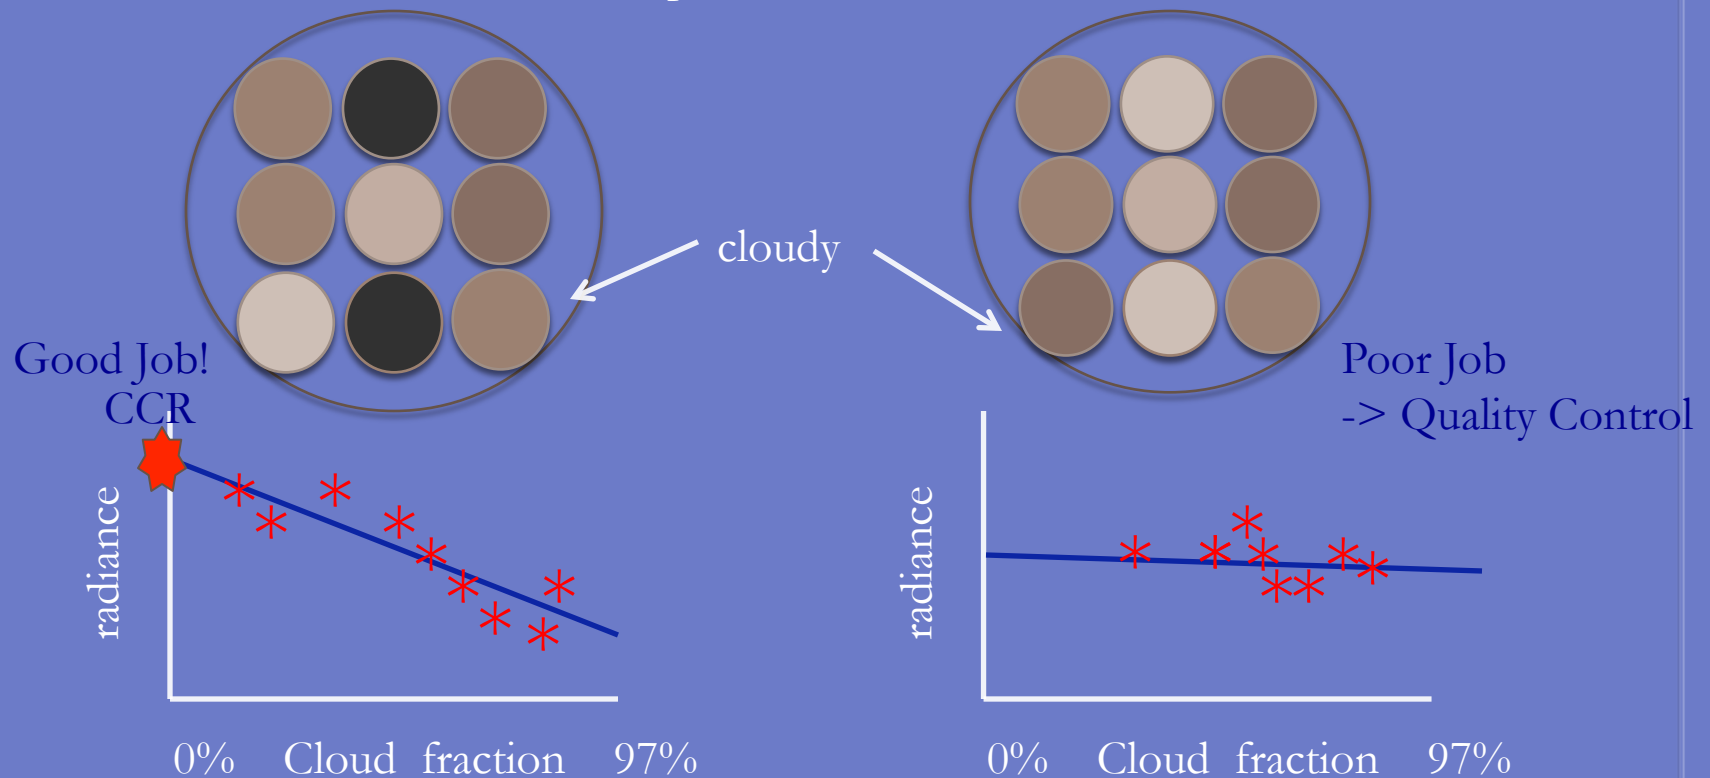 cloudy
Good Job!
CCR
Poor Job
-> Quality Control
radiance
radiance
0% Cloud fraction 97%
0% Cloud fraction 97%